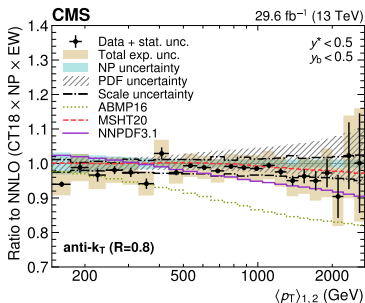 CMS
29.6 fb⁻¹ (13 TeV)
Ratio to NNLO (CT18 × NP × EW)
1.4
1.3
1.2
1.1
1.0
0.9
0.8
0.7
Data + stat. unc.
Total exp. unc.
NP uncertainty
PDF uncertainty
Scale uncertainty
ABMP16
MSHT20
NNPDF3.1
y* < 0.5
y_b < 0.5
anti-k_T (R=0.8)
200
500
1000
2000
⟨p_T⟩₁,₂ (GeV)